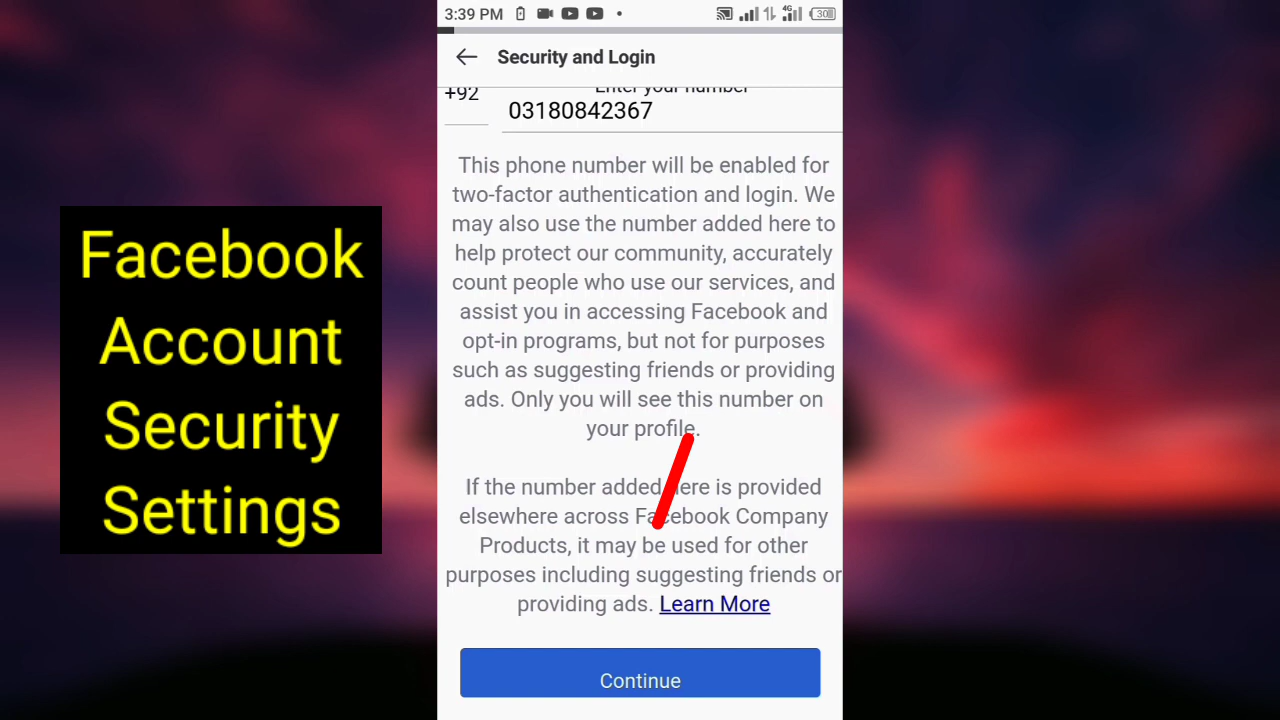 Facebook
Account
Security
Settings
3:39 PM
4G
30
Security and Login
Enter your number
+92
03180842367
This phone number will be enabled for
two-factor authentication and login. We
may also use the number added here to
help protect our community, accurately
count people who use our services, and
assist you in accessing Facebook and
opt-in programs, but not for purposes
such as suggesting friends or providing
ads. Only you will see this number on
your profile.
If the number added here is provided
elsewhere across Facebook Company
Products, it may be used for other
purposes including suggesting friends or
providing ads. Learn More
Continue